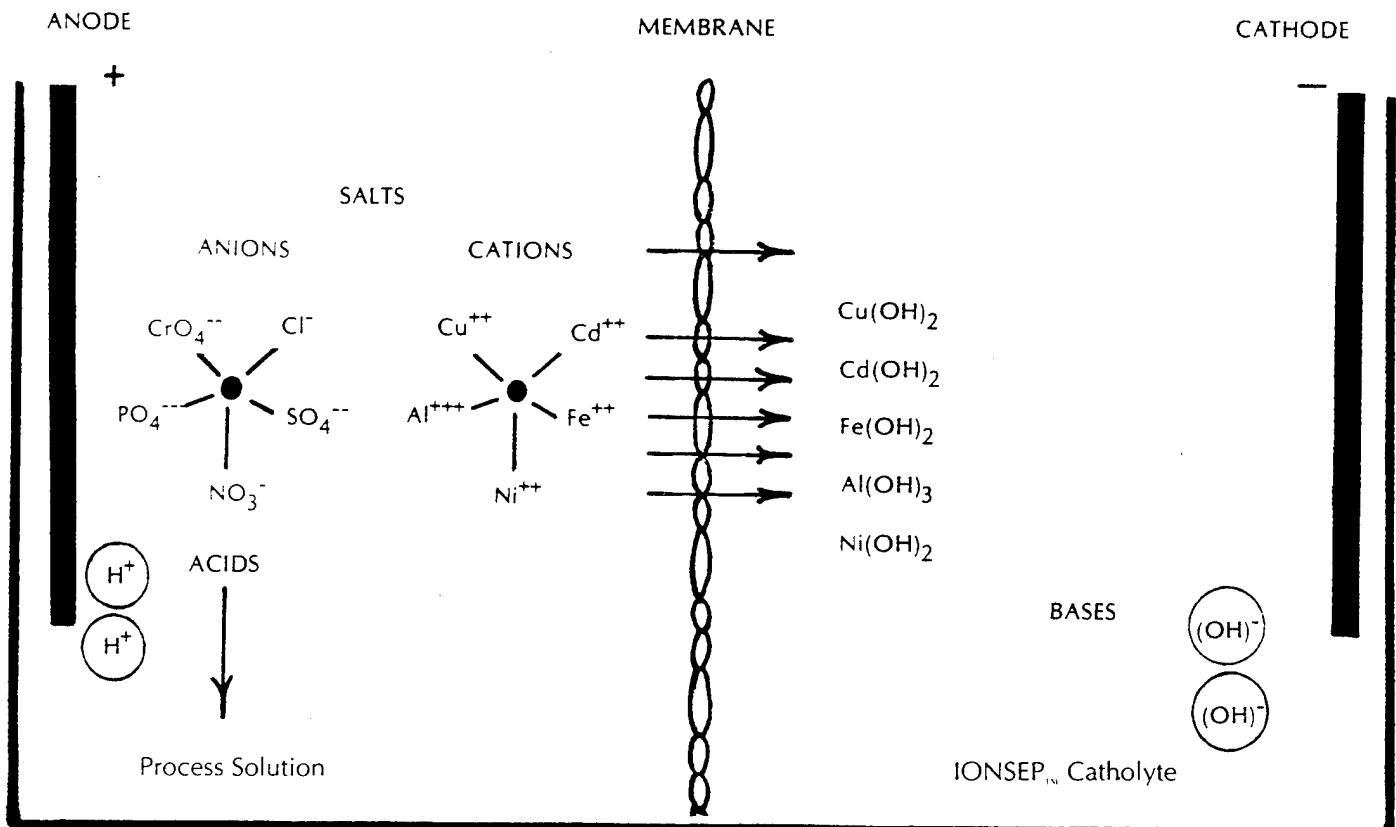 ANODE
MEMBRANE
CATHODE
+
−
SALTS
ANIONS
CATIONS
CrO₄⁻⁻
Cl⁻
PO₄⁻⁻⁻
SO₄⁻⁻
NO₃⁻
Cu⁺⁺
Cd⁺⁺
Al⁺⁺⁺
Fe⁺⁺
Ni⁺⁺
Cu(OH)₂
Cd(OH)₂
Fe(OH)₂
Al(OH)₃
Ni(OH)₂
H⁺
H⁺
ACIDS
BASES
(OH)⁻
(OH)⁻
Process Solution
IONSEP Catholyte